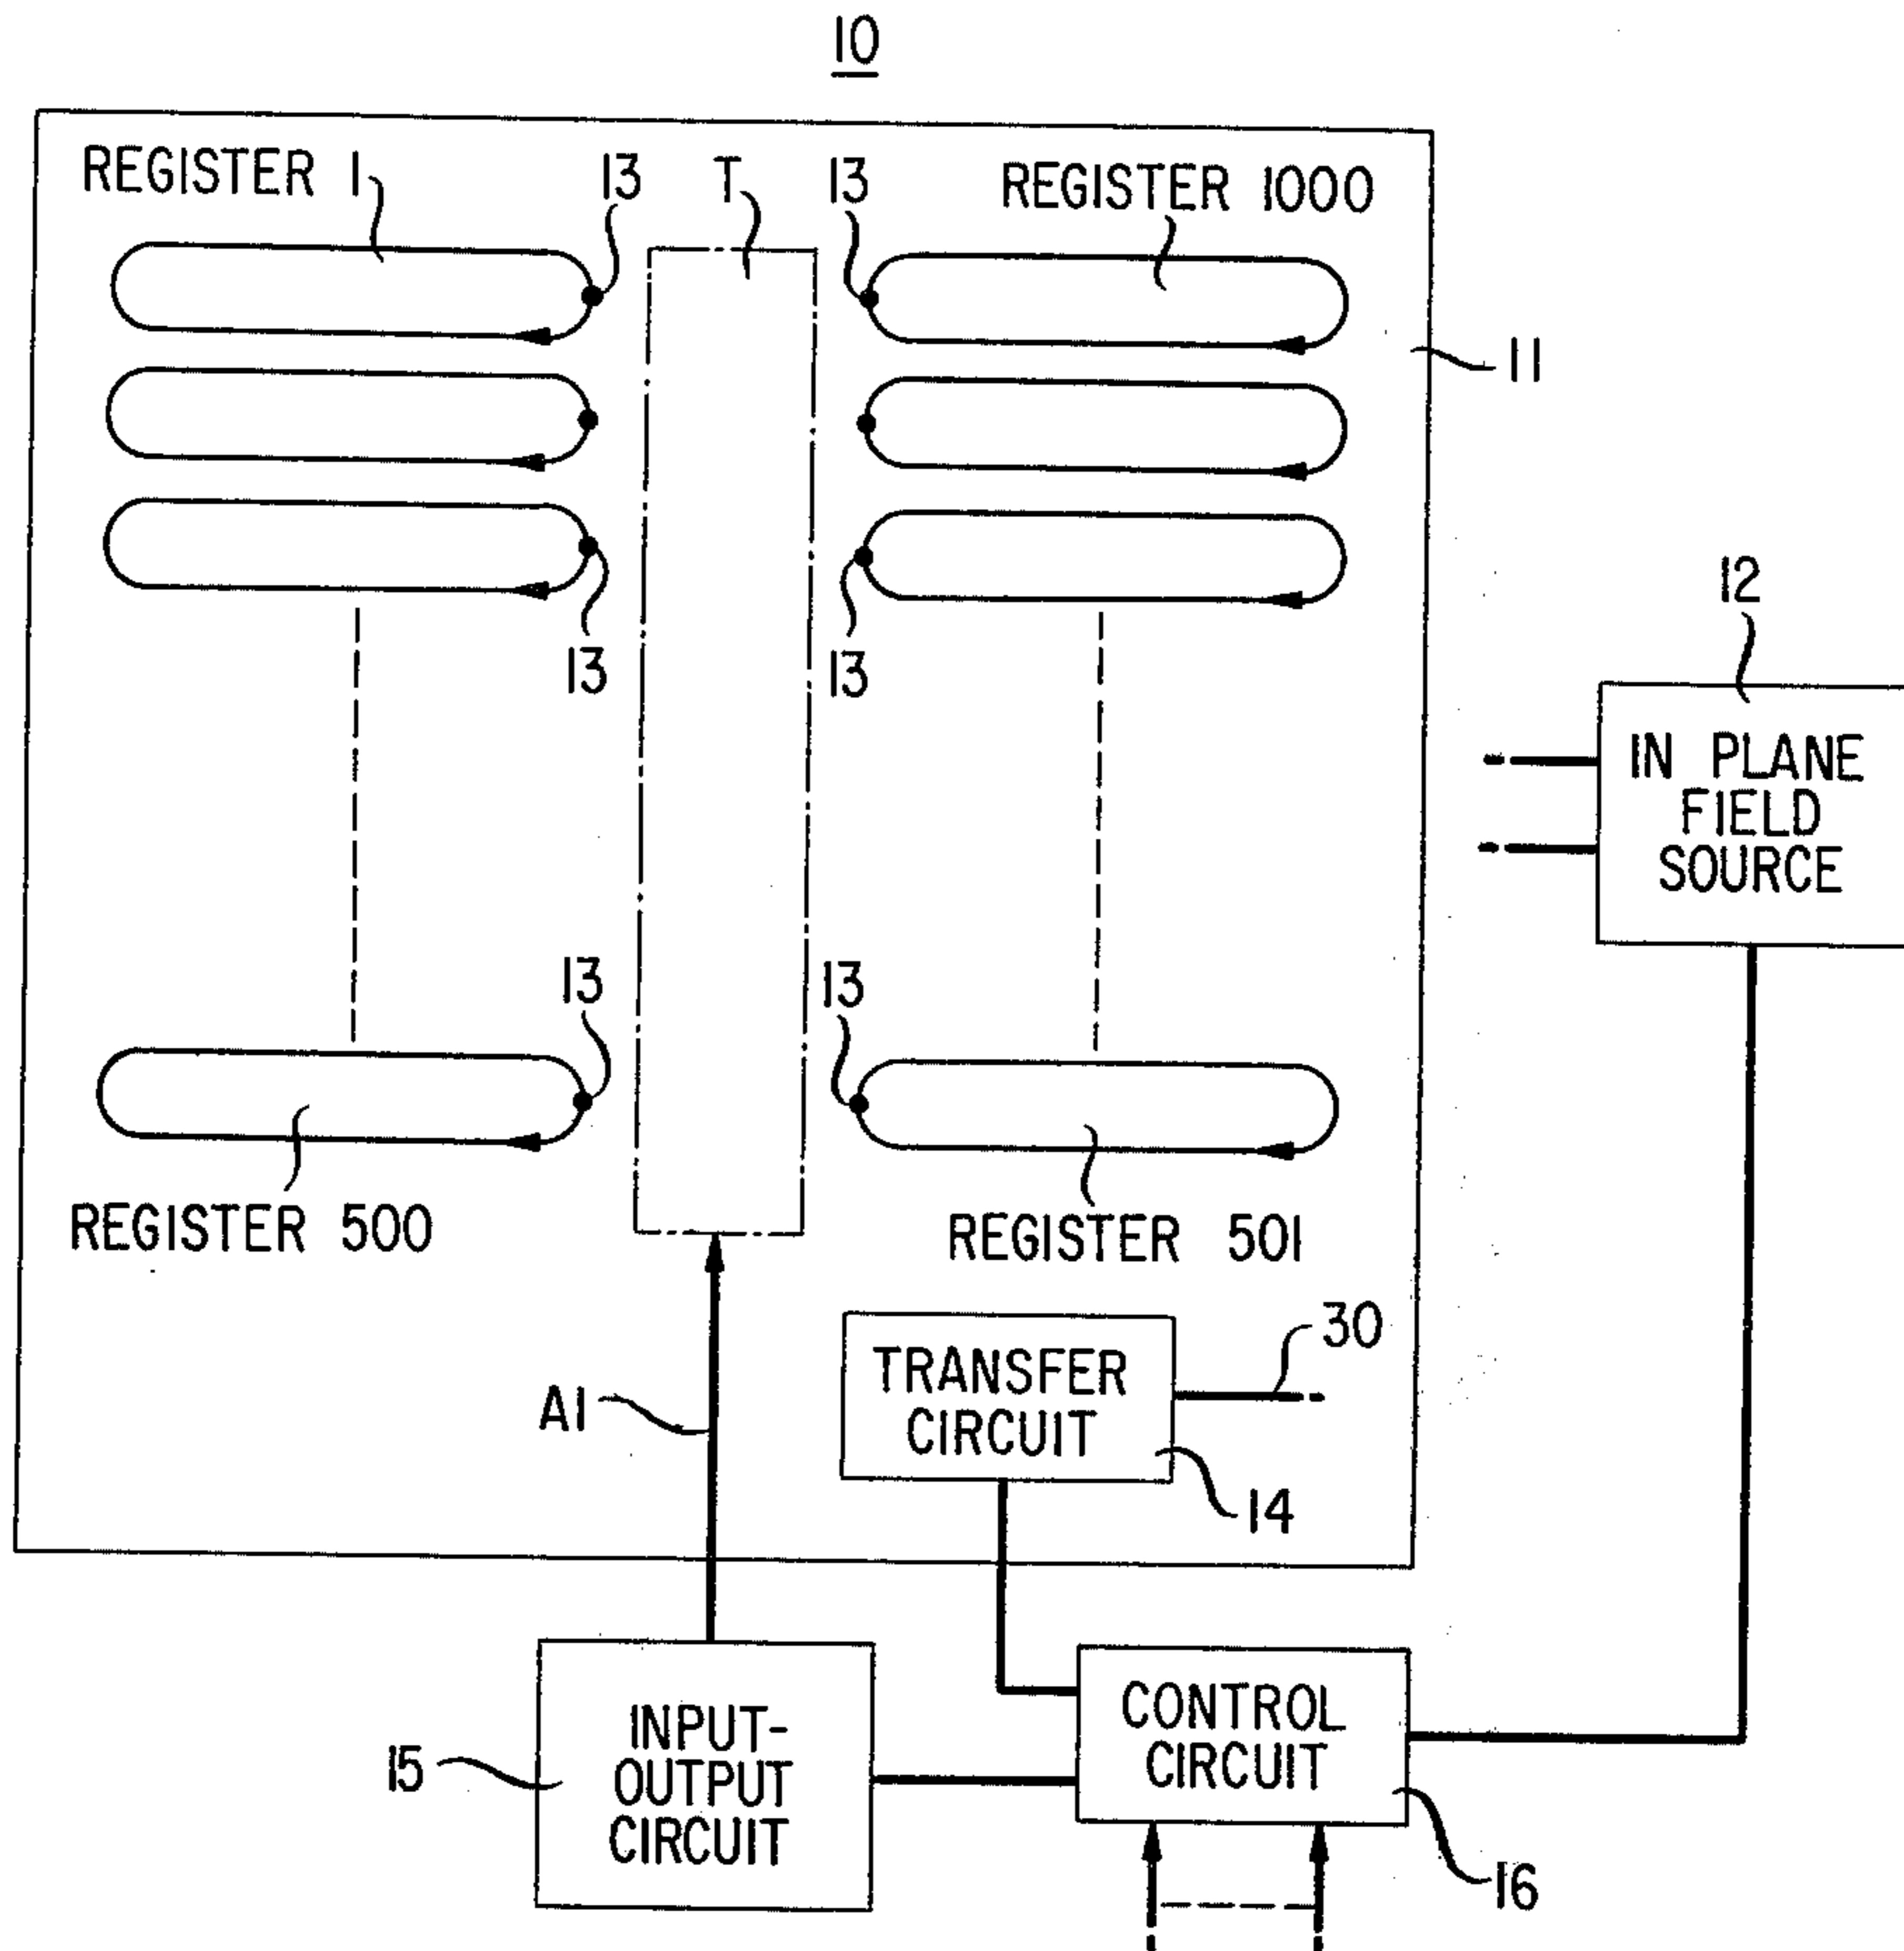 10
REGISTER 1
13
T
13
REGISTER 1000
11
13
13
12
IN PLANE
FIELD
SOURCE
13
13
REGISTER 500
REGISTER 501
30
TRANSFER
CIRCUIT
A1
14
CONTROL
CIRCUIT
INPUT-
OUTPUT
CIRCUIT
15
16